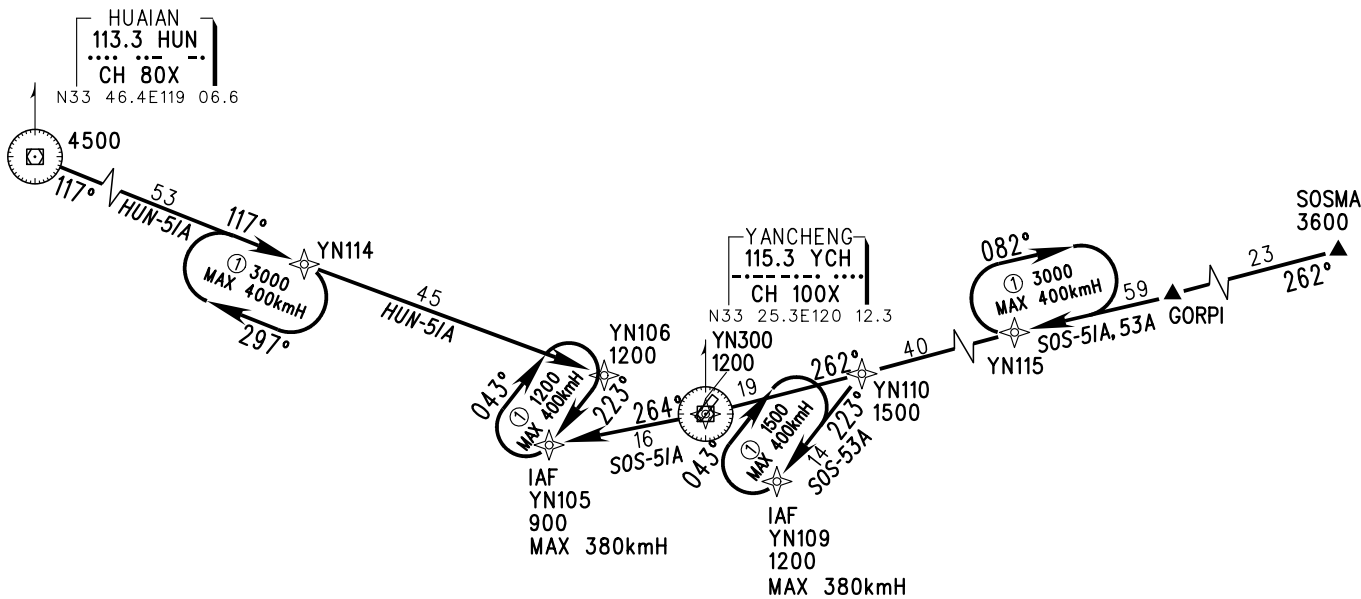 HUAIAN
113.3 HUN
CH 80X
N33 46.4E119 06.6
4500
117°
53
HUN-51A
117°
YN114
① 3000
MAX 400kmH
297°
45
HUN-51A
YN106
1200
043°
① 1200
MAX 400kmH
223°
IAF
YN105
900
MAX 380kmH
264°
16
SOS-51A
YANCHENG
115.3 YCH
CH 100X
N33 25.3E120 12.3
YN300
1200
19
262°
043°
① 1500
MAX 400kmH
223°
14
SOS-53A
IAF
YN109
1200
MAX 380kmH
YN110
1500
40
082°
① 3000
MAX 400kmH
YN115
59
SOS-51A, 53A
GORPI
23
262°
SOSMA
3600